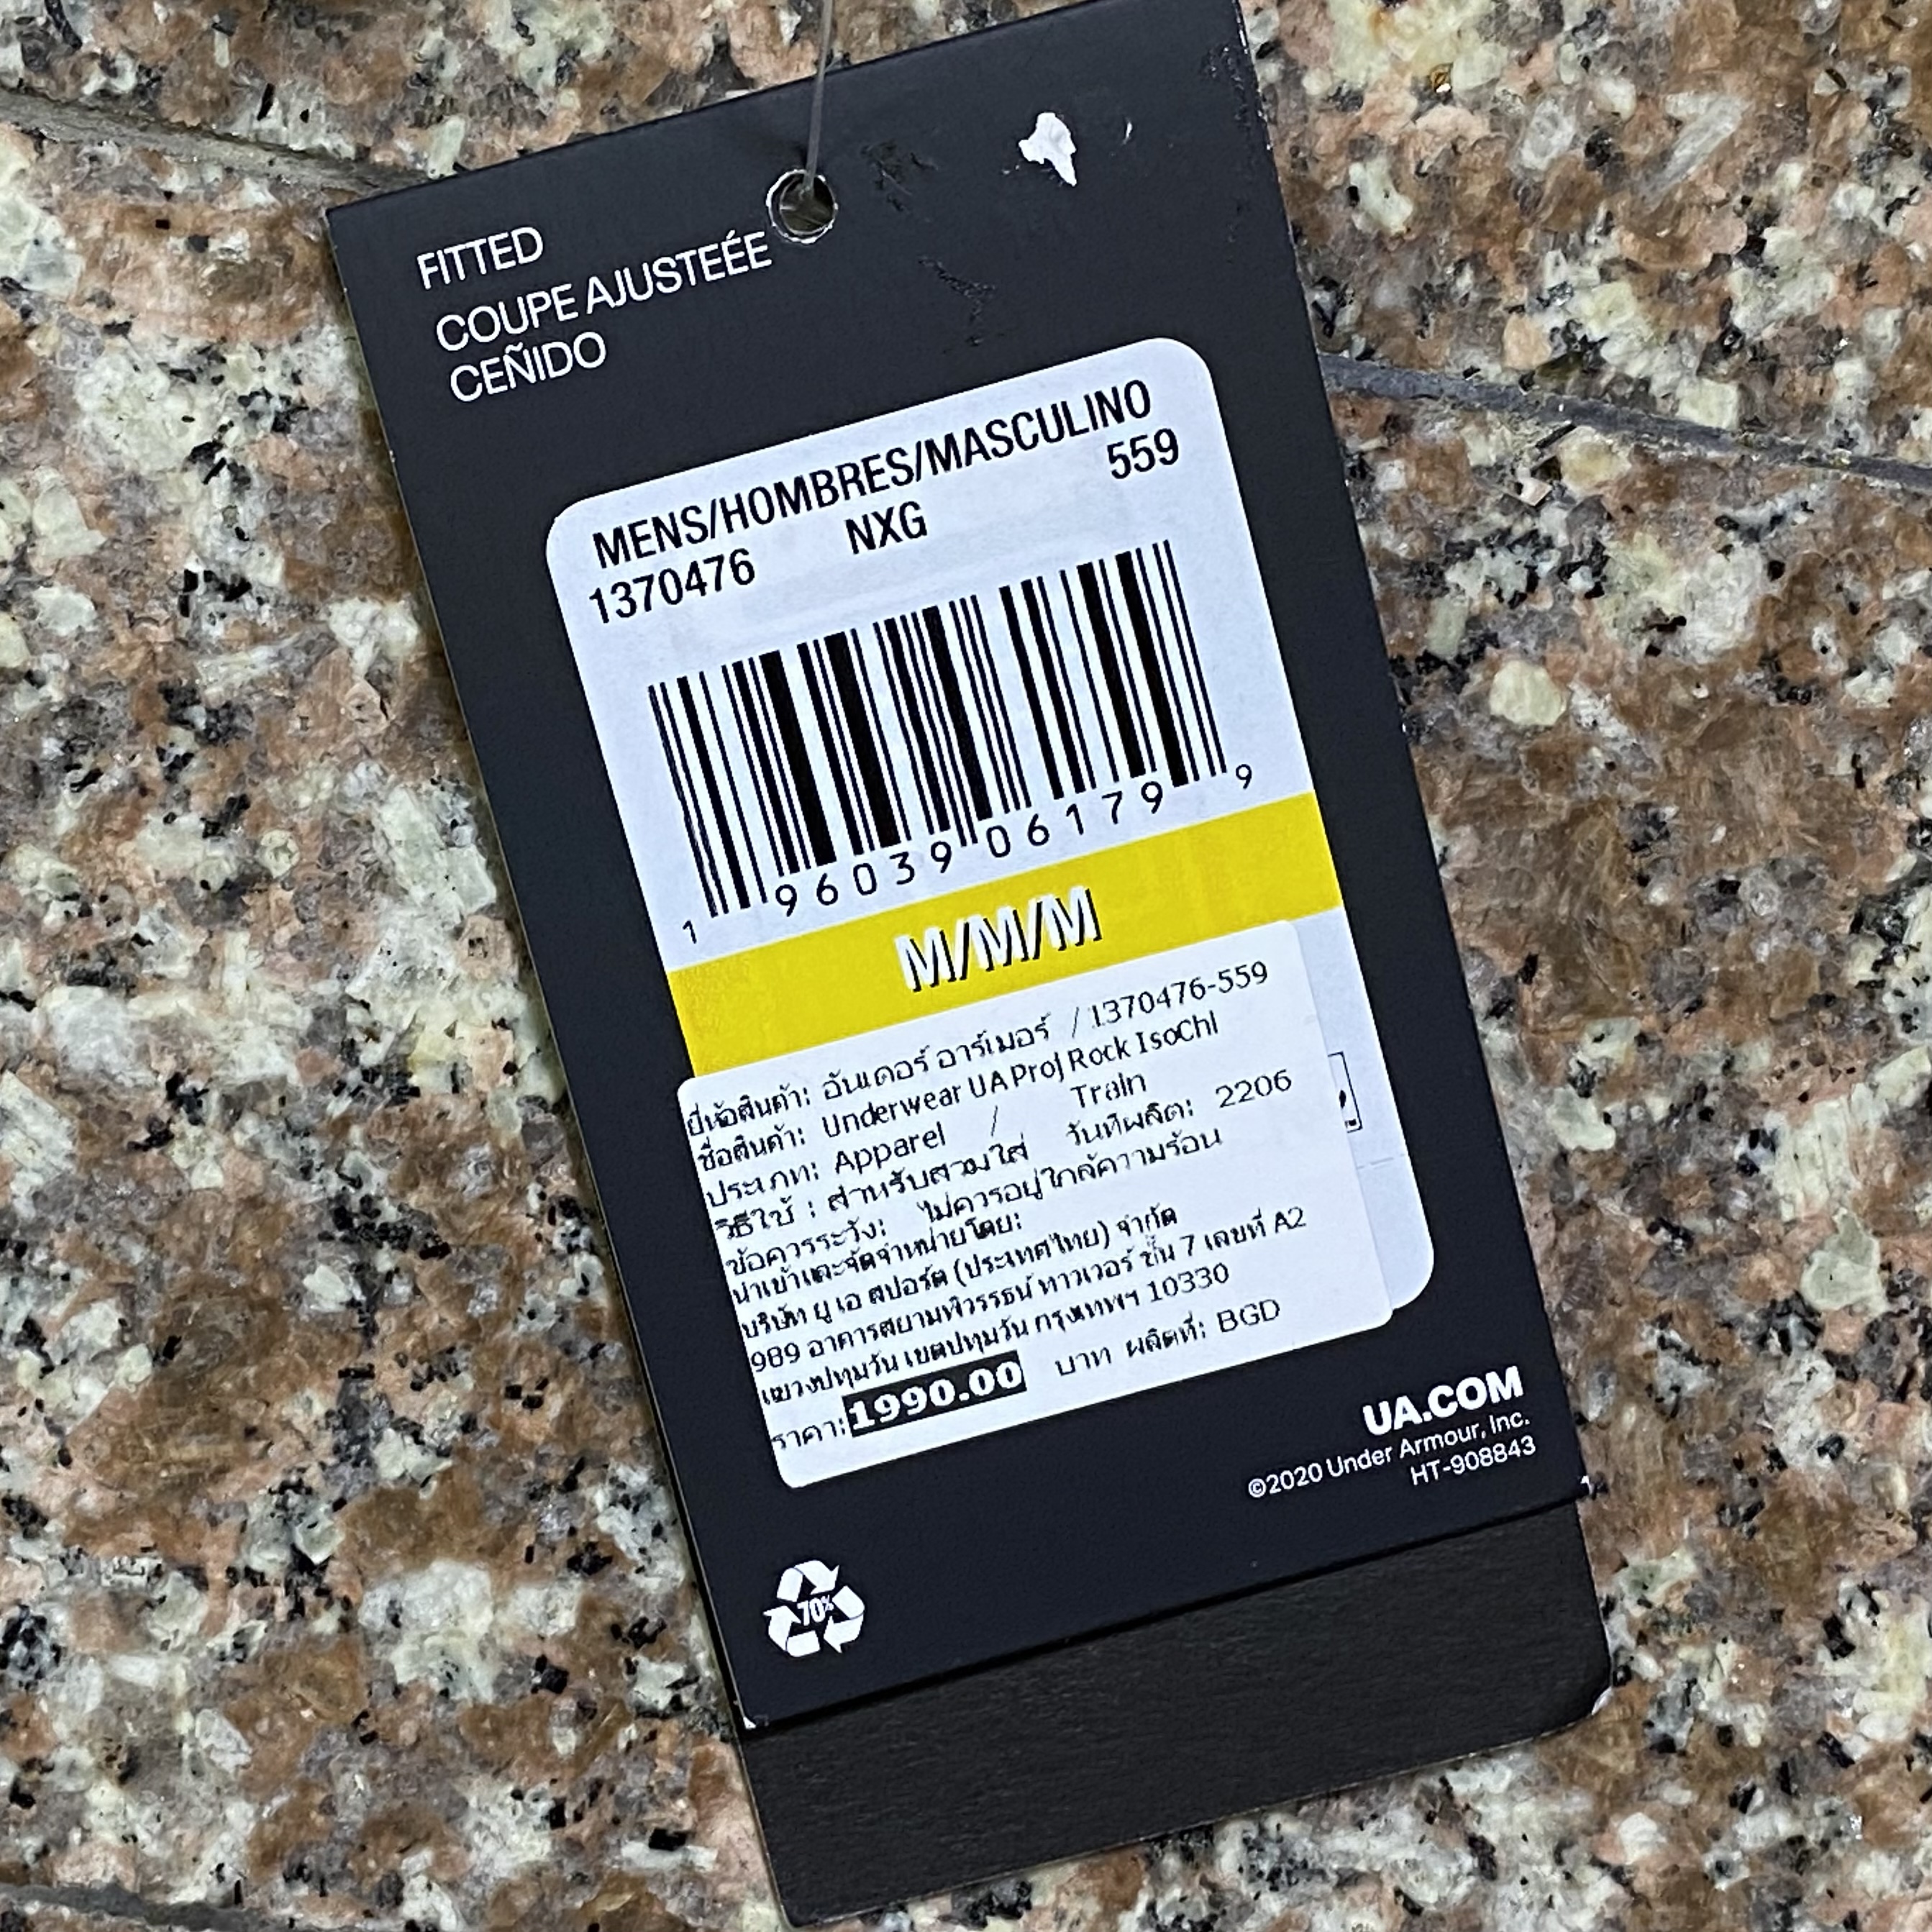 FITTED
COUPE AJUSTEÉE
CEÑIDO
MENS/HOMBRES/MASCULINO
1370476 NXG 559
1 96039 06179 9
M/M/M
ยี่ห้อสินค้า: อันเดอร์ อาร์เมอร์ / 1370476-559
ชื่อสินค้า: Underwear UA Proj Rock IsoChl
ประเภท: Apparel / Train
วิธีใช้ : สำหรับสวมใส่ วันที่ผลิต: 2206
ข้อควรระวัง: ไม่ควรอยู่ใกล้ความร้อน
นำเข้าและจัดจำหน่ายโดย:
บริษัท ยู เอ สปอร์ต (ประเทศไทย) จำกัด
989 อาคารสยามพิวรรธน์ ทาวเวอร์ ชั้น 7 เลขที่ A2
แขวงปทุมวัน เขตปทุมวัน กรุงเทพฯ 10330
ราคา: 1990.00 บาท ผลิตที่: BGD
UA.COM
©2020 Under Armour, Inc.
HT-908843
70%